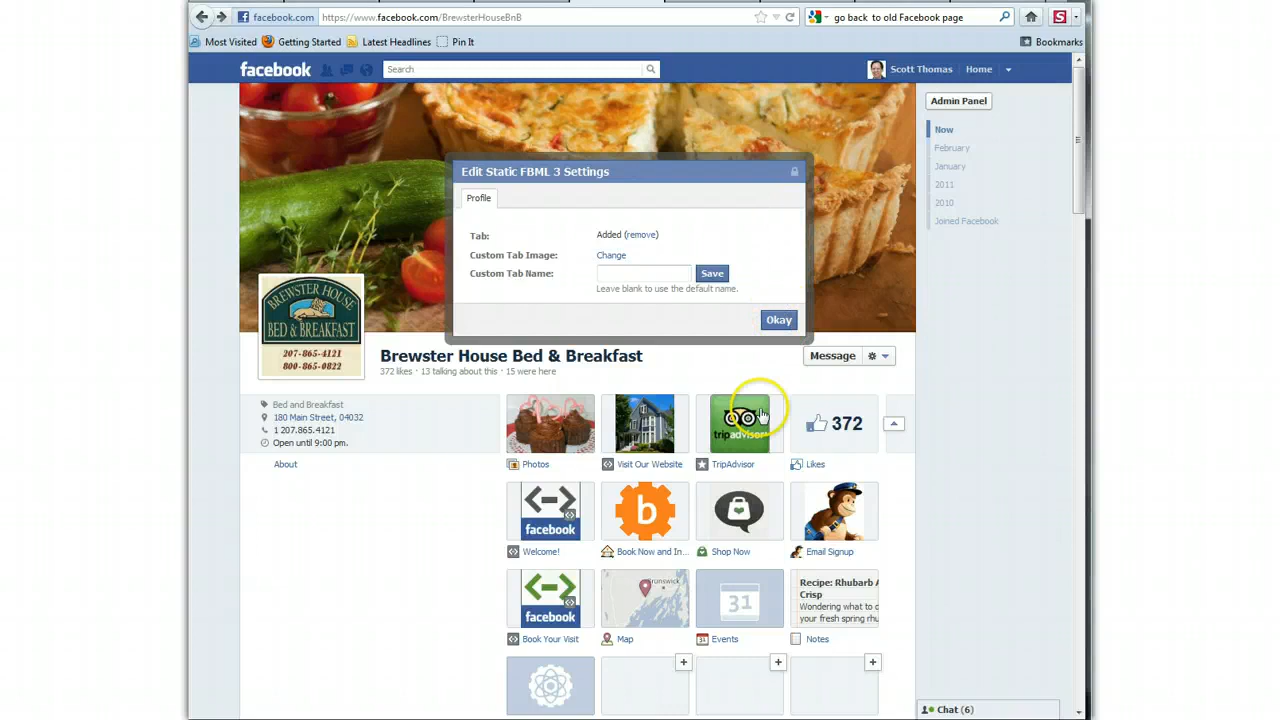 facebook.com
https://www.facebook.com/BrewsterHouseBnB
go back to old Facebook page
Most Visited
Getting Started
Latest Headlines
Pin It
Bookmarks
facebook
Search
Scott Thomas
Home
Admin Panel
Now
February
January
2011
2010
Joined Facebook
Edit Static FBML 3 Settings
Profile
Tab:
Added (remove)
Custom Tab Image:
Change
Custom Tab Name:
Save
Leave blank to use the default name.
Okay
BREWSTER HOUSE
BED & BREAKFAST
207-865-4121
800-865-0822
Brewster House Bed & Breakfast
372 likes · 13 talking about this · 15 were here
Message
Bed and Breakfast
180 Main Street, 04032
1 207.865.4121
Open until 9:00 pm.
About
tripadvisor
372
Photos
Visit Our Website
TripAdvisor
Likes
facebook
b
Welcome!
Book Now and In...
Shop Now
Email Signup
facebook
31
Recipe: Rhubarb A
Crisp
Wondering what to d
your fresh spring rhu
Book Your Visit
Map
Events
Notes
Chat (6)